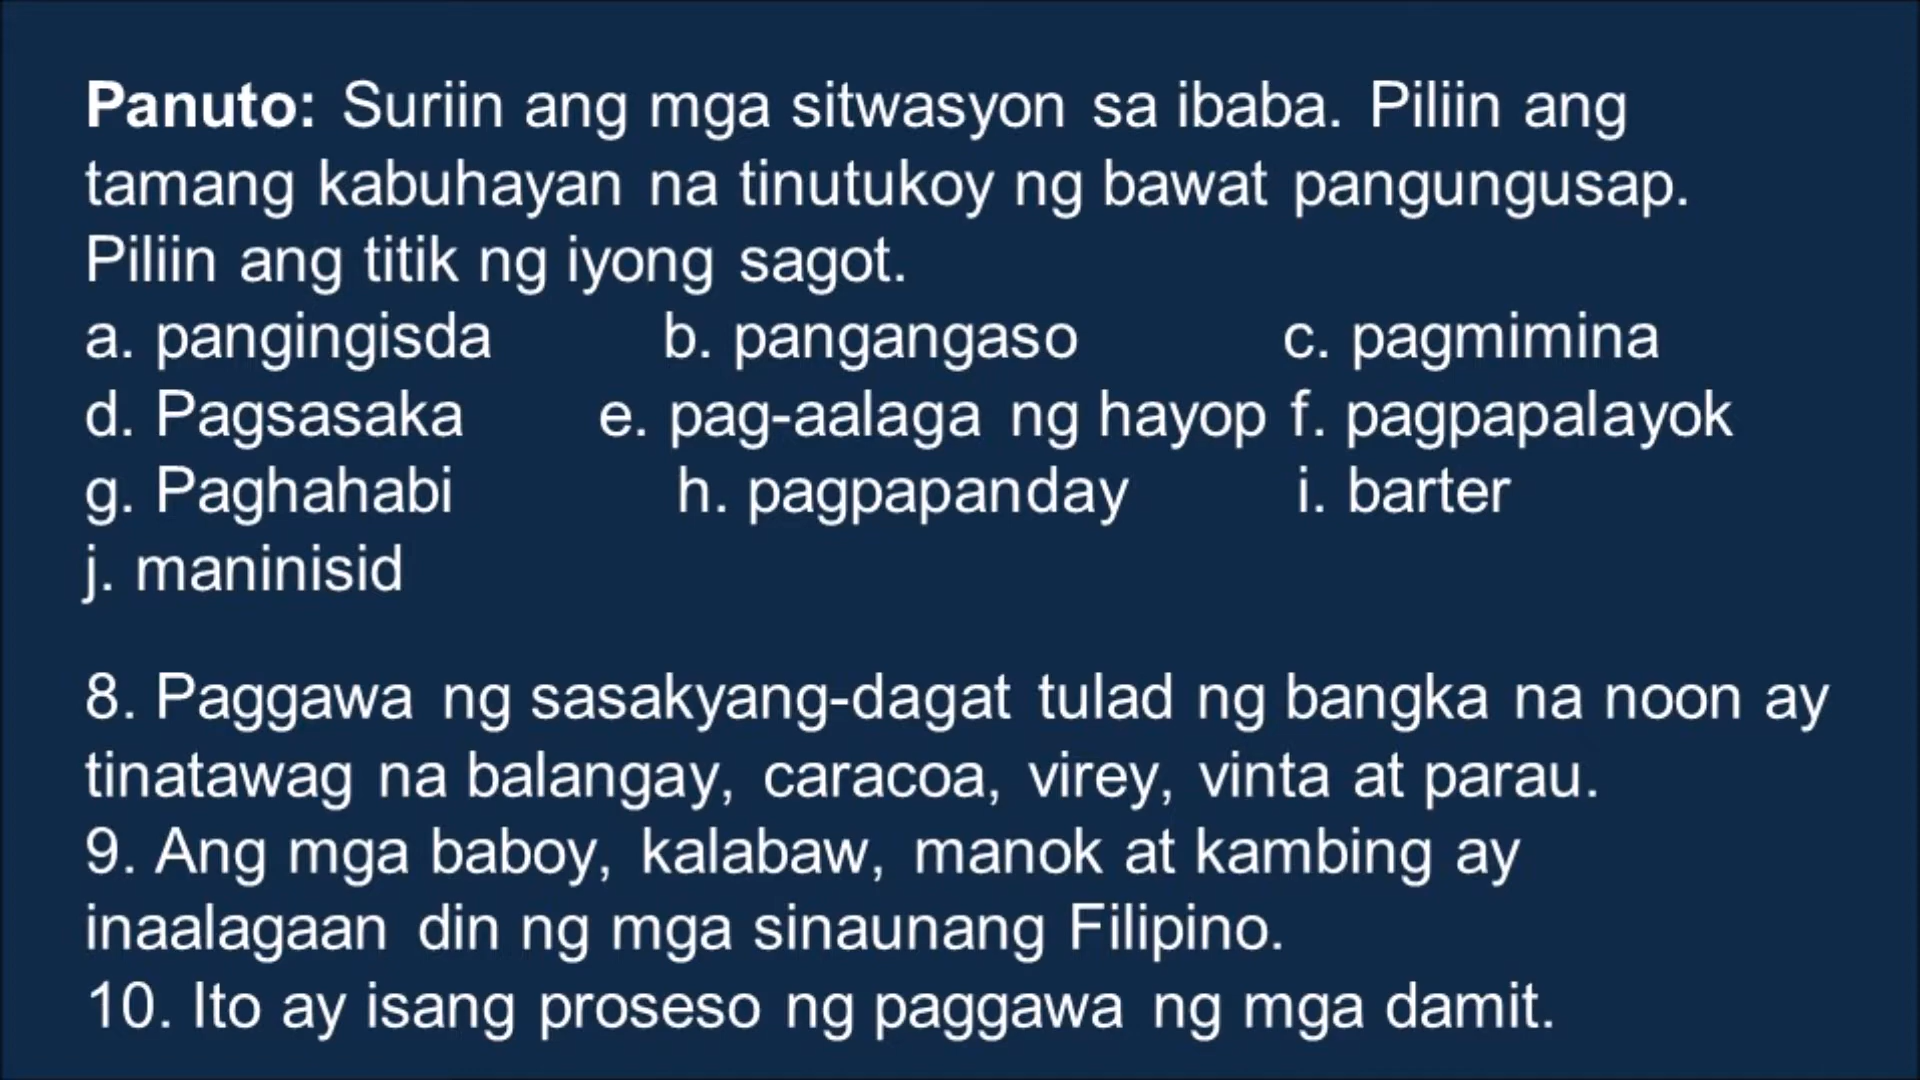 Panuto: Suriin ang mga sitwasyon sa ibaba. Piliin ang
tamang kabuhayan na tinutukoy ng bawat pangungusap.
Piliin ang titik ng iyong sagot.
a. pangingisda b. pangangaso c. pagmimina
d. Pagsasaka e. pag-aalaga ng hayop f. pagpapalayok
g. Paghahabi h. pagpapanday i. barter
j. maninisid
8. Paggawa ng sasakyang-dagat tulad ng bangka na noon ay
tinatawag na balangay, caracoa, virey, vinta at parau.
9. Ang mga baboy, kalabaw, manok at kambing ay
inaalagaan din ng mga sinaunang Filipino.
10. Ito ay isang proseso ng paggawa ng mga damit.